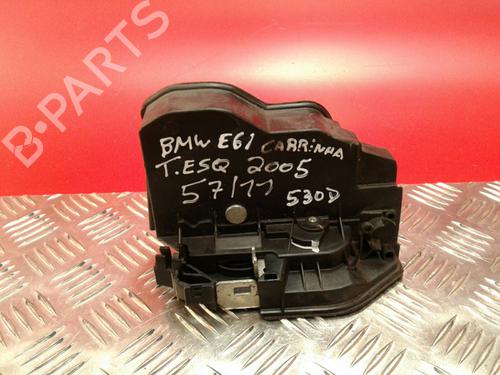 B-PARTS
BMW E61 CARRINHA
T.ESQ 2005
57/11 530D